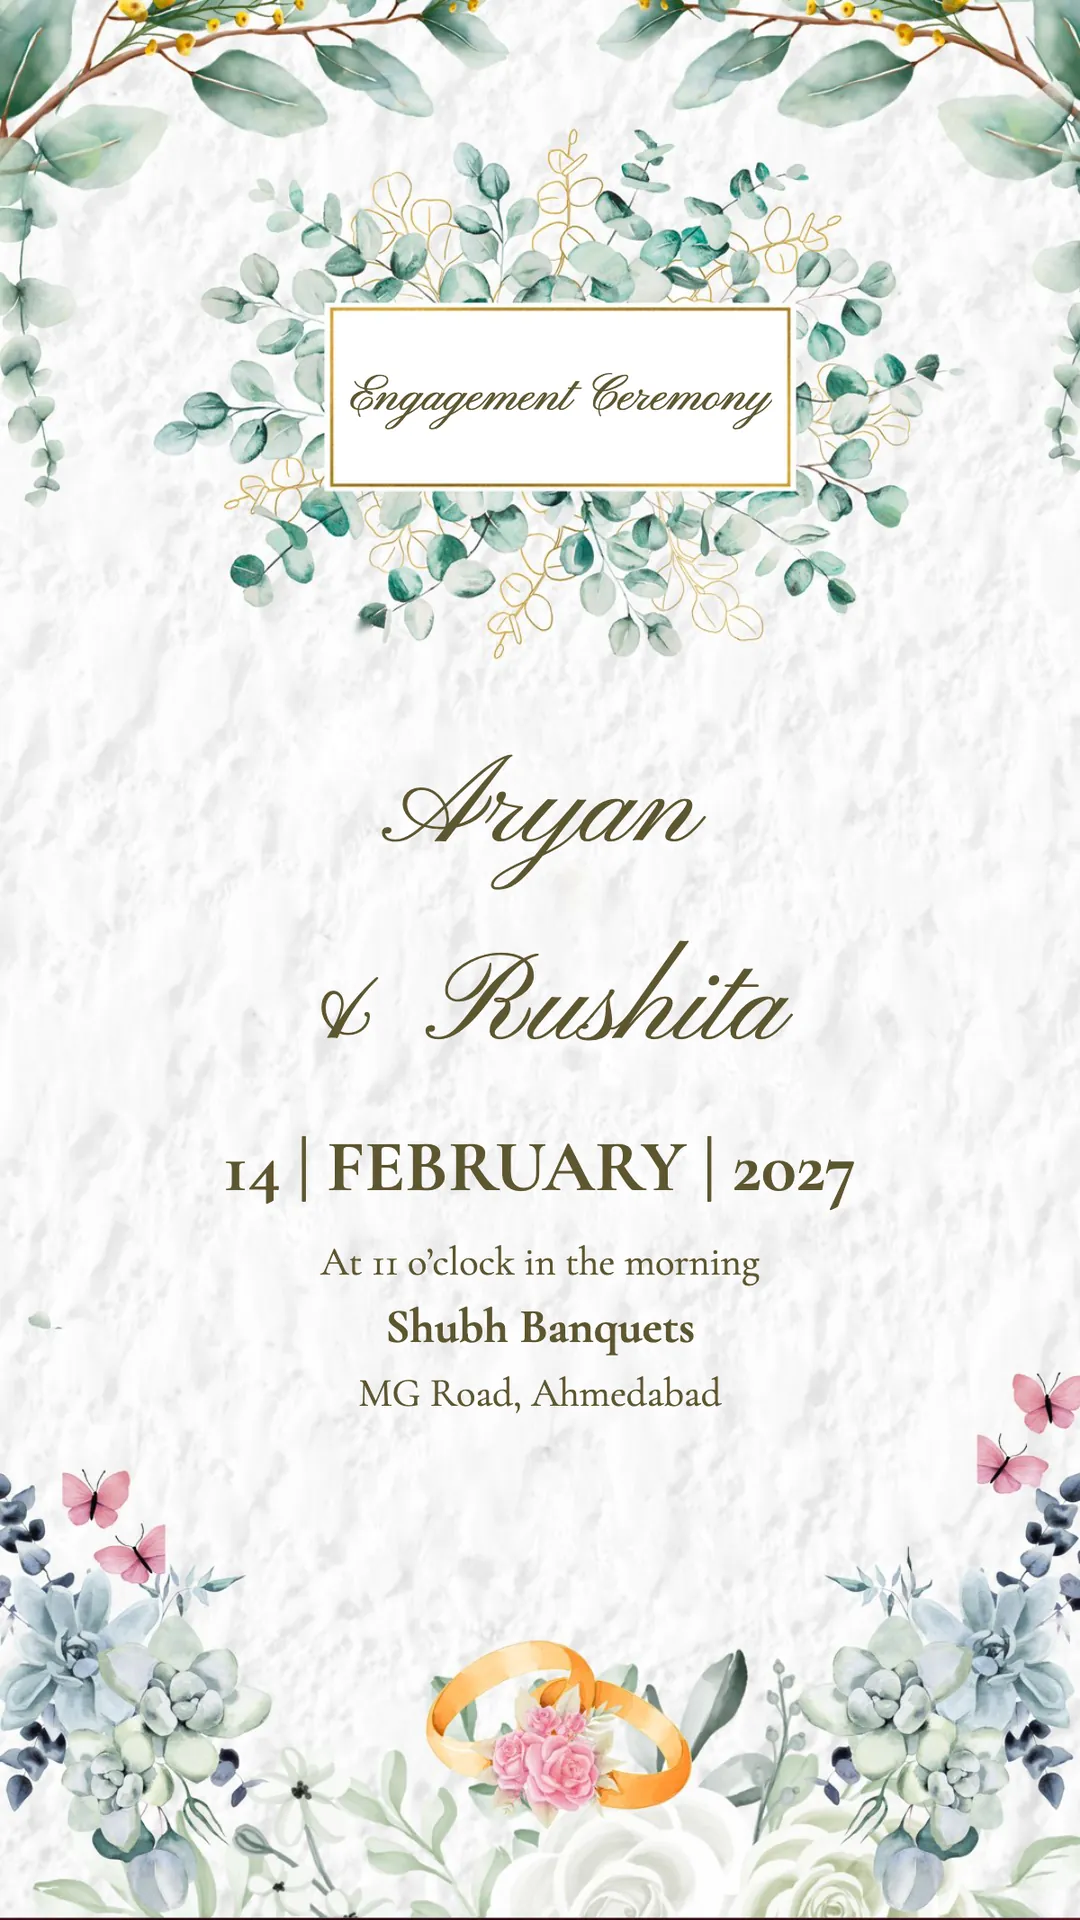 Engagement Ceremony
Aryan
& Rushita
14 | FEBRUARY | 2027
At 11 o’clock in the morning
Shubh Banquets
MG Road, Ahmedabad